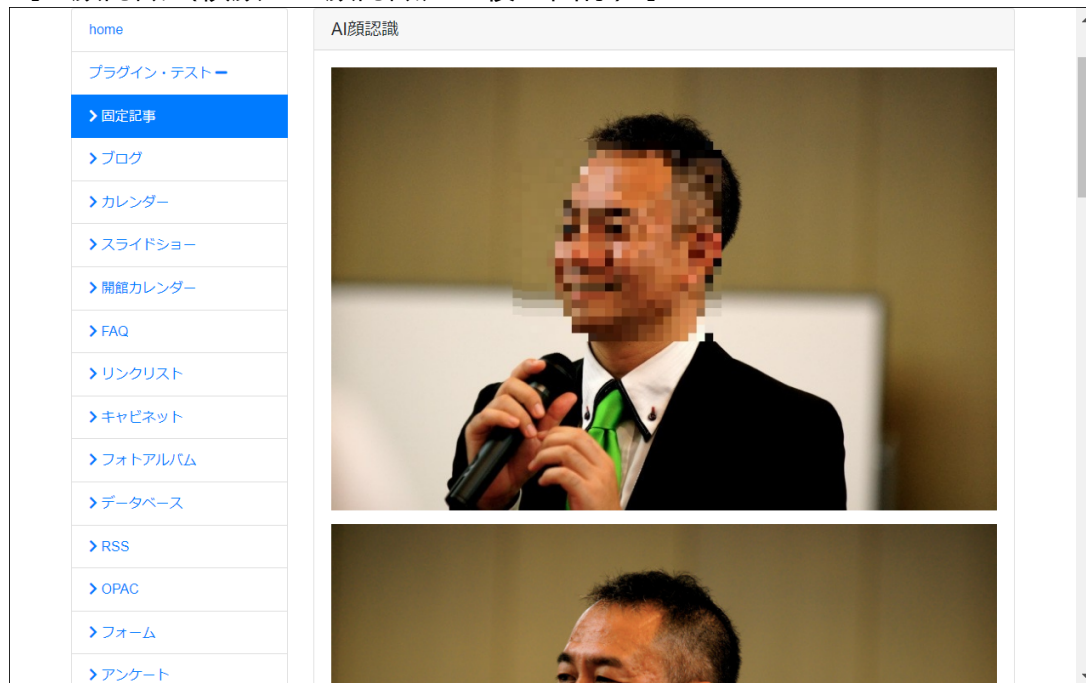 home
プラグイン・テスト
固定記事
ブログ
カレンダー
スライドショー
開館カレンダー
FAQ
リンクリスト
キャビネット
フォトアルバム
データベース
RSS
OPAC
フォーム
アンケート
AI顔認識